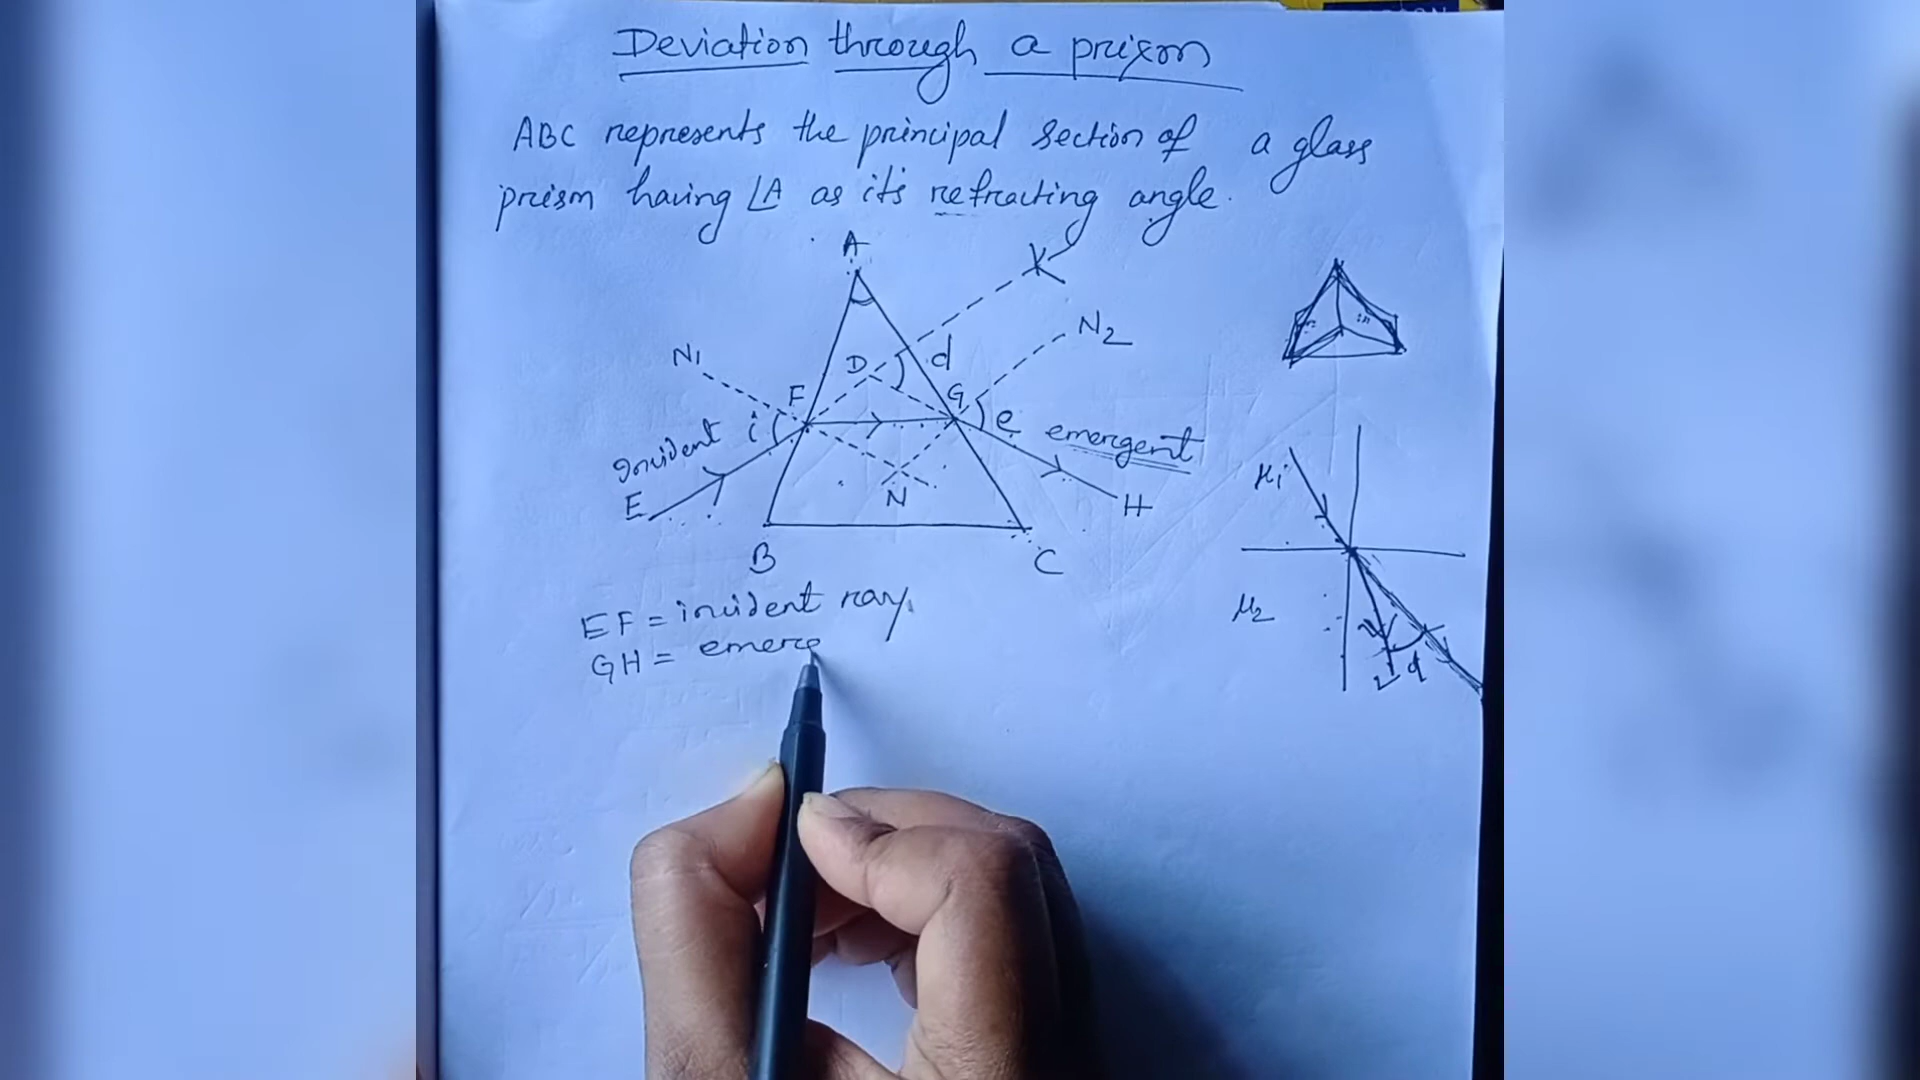 Deviation through a prism
ABC represents the principal section of a glass
prism having ∠A as its refracting angle.
A
K
N1
D
d
N2
F
G
i
e
Incident
emergent
E
N
H
B
C
EF = incident ray,
GH = emerg
μ1
μ2
d